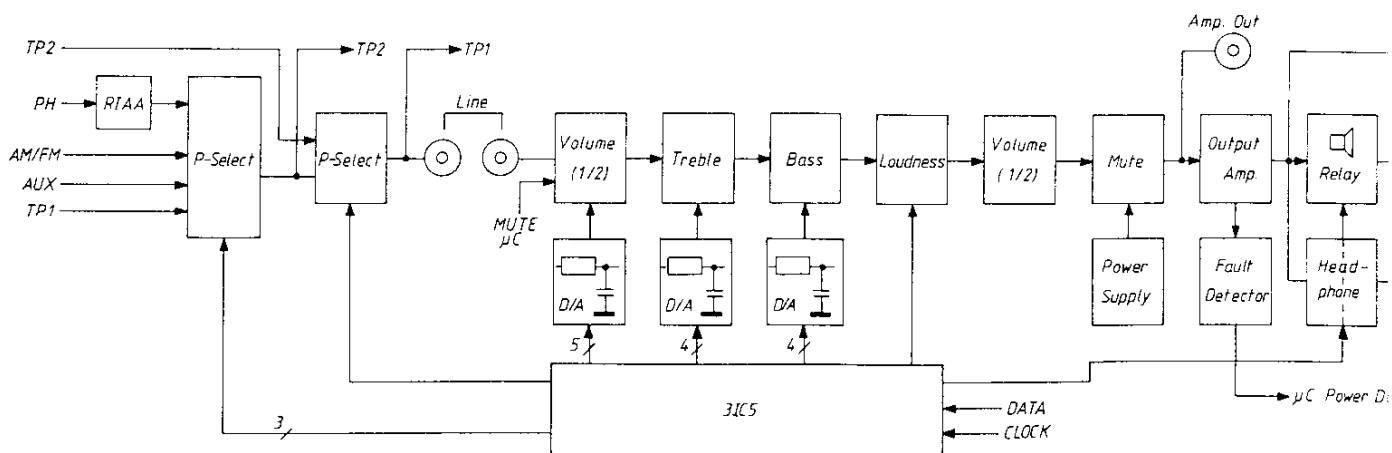 Amp. Out
TP2
TP2
TP1
PH
RIAA
Line
AM/FM
AUX
TP1
P-Select
P-Select
Volume
(1/2)
Treble
Bass
Loudness
Volume
(1/2)
Mute
Output
Amp.
Relay
MUTE
µC
D/A
D/A
D/A
Power
Supply
Fault
Detector
Head-
phone
5
4
4
3
3IC5
DATA
CLOCK
µC Power